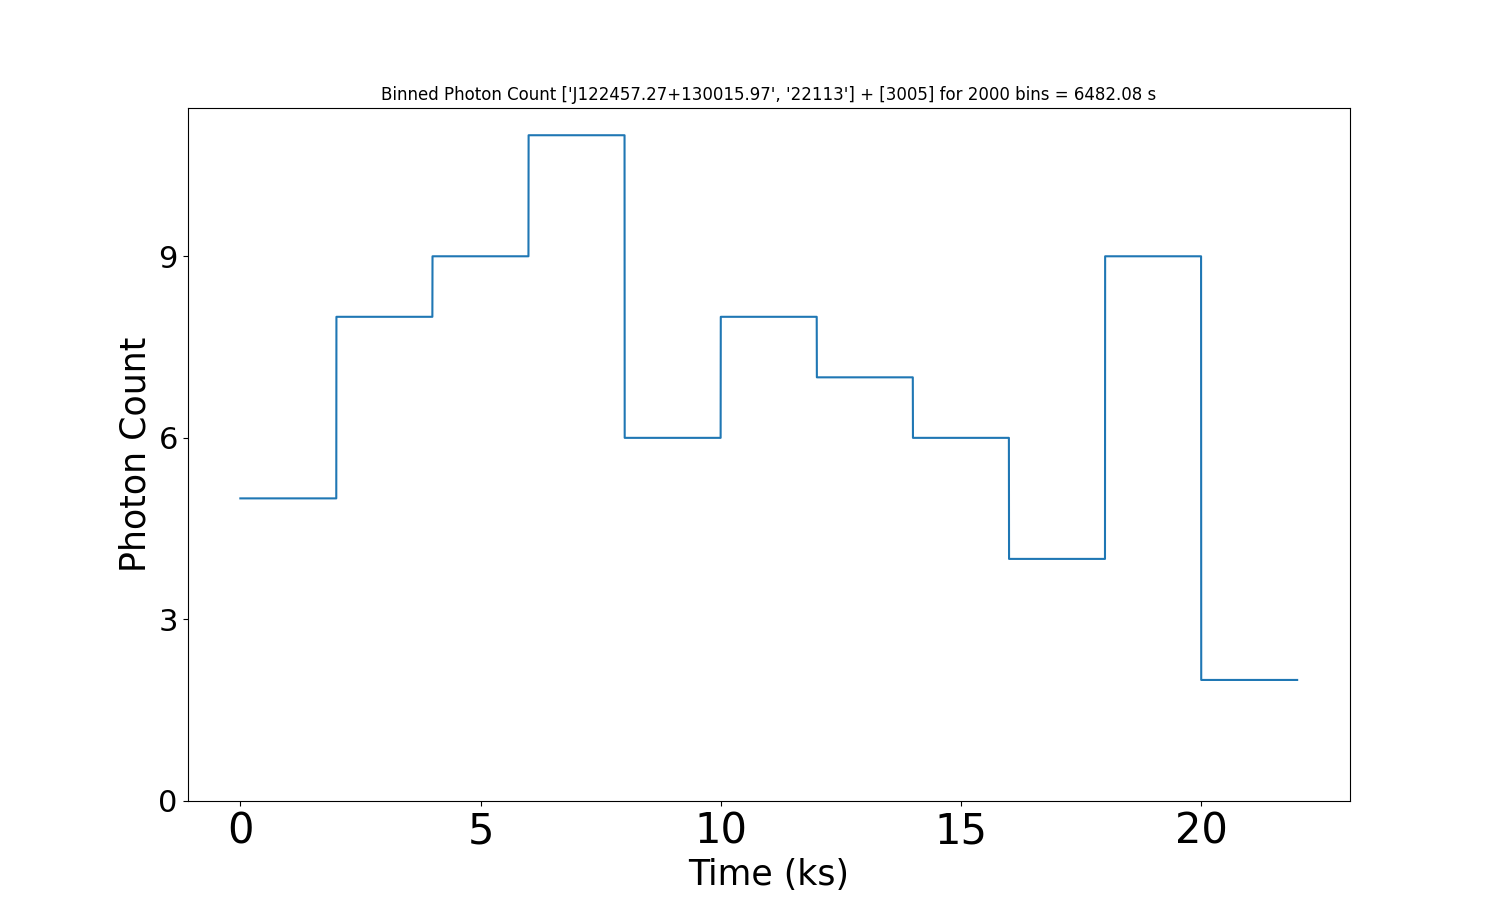 Binned Photon Count ['J122457.27+130015.97', '22113'] + [3005] for 2000 bins = 6482.08 s
Photon Count
9
6
3
0
0 5 10 15 20
Time (ks)